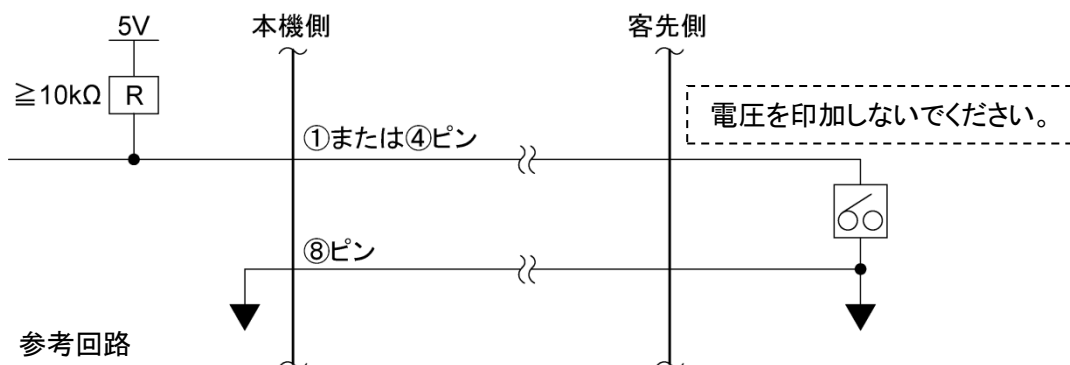 5V
本機側
客先側
≧10kΩ
R
電圧を印加しないでください。
①または④ピン
⑧ピン
参考回路